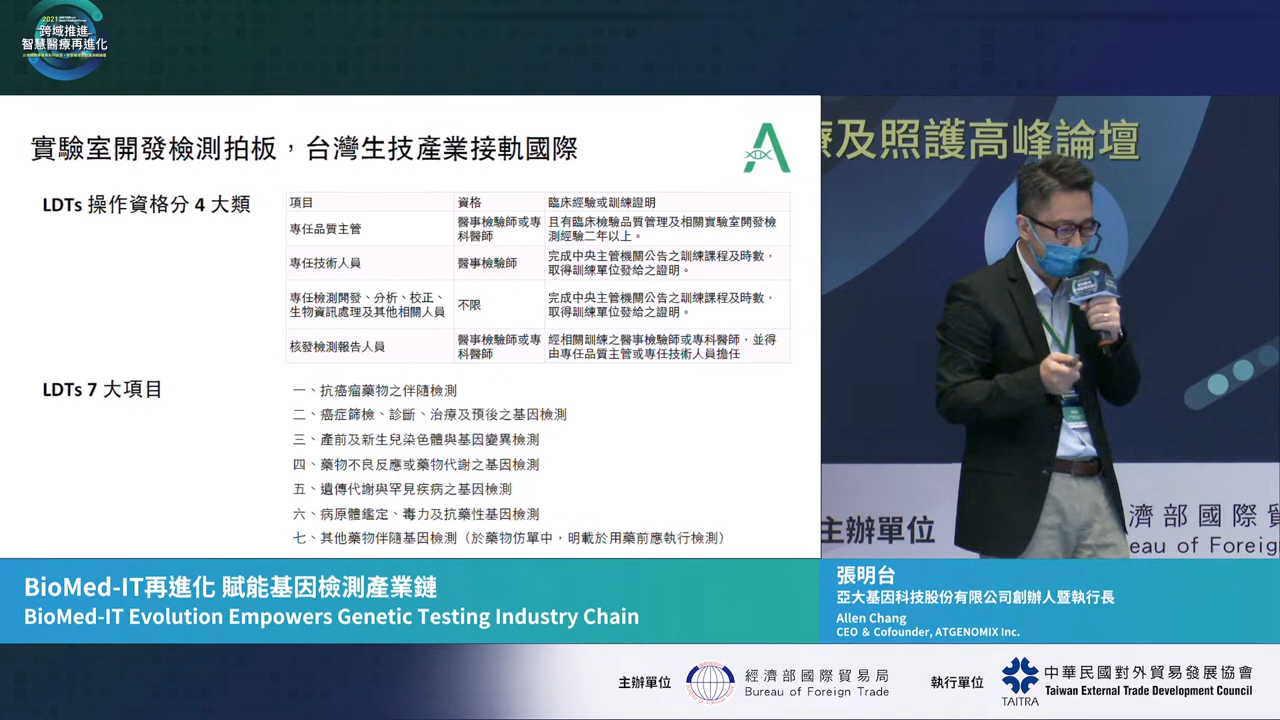 2021
跨域推進
智慧醫療再進化
實驗室開發檢測拍板，台灣生技產業接軌國際
LDTs 操作資格分 4 大類
項目 資格 臨床經驗或訓練證明
專任品質主管 醫事檢驗師或專科醫師 且有臨床檢驗品質管理及相關實驗室開發檢測經驗二年以上。
專任技術人員 醫事檢驗師 完成中央主管機關公告之訓練課程及時數，取得訓練單位發給之證明。
專任檢測開發、分析、校正、生物資訊處理及其他相關人員 不限 完成中央主管機關公告之訓練課程及時數，取得訓練單位發給之證明。
核發檢測報告人員 醫事檢驗師或專科醫師 經相關訓練之醫事檢驗師或專科醫師，並得由專任品質主管或專任技術人員擔任
LDTs 7 大項目
一、抗癌瘤藥物之伴隨檢測
二、癌症篩檢、診斷、治療及預後之基因檢測
三、產前及新生兒染色體與基因變異檢測
四、藥物不良反應或藥物代謝之基因檢測
五、遺傳代謝與罕見疾病之基因檢測
六、病原體鑑定、毒力及抗藥性基因檢測
七、其他藥物伴隨基因檢測（於藥物仿單中，明載於用藥前應執行檢測）
療及照護高峰論壇
主辦單位
濟部國際貿
eau of Foreign
BioMed-IT再進化 賦能基因檢測產業鏈
BioMed-IT Evolution Empowers Genetic Testing Industry Chain
張明台
亞大基因科技股份有限公司創辦人暨執行長
Allen Chang
CEO & Cofounder, ATGENOMIX Inc.
主辦單位
經濟部國際貿易局
Bureau of Foreign Trade
執行單位
TAITRA
中華民國對外貿易發展協會
Taiwan External Trade Development Council